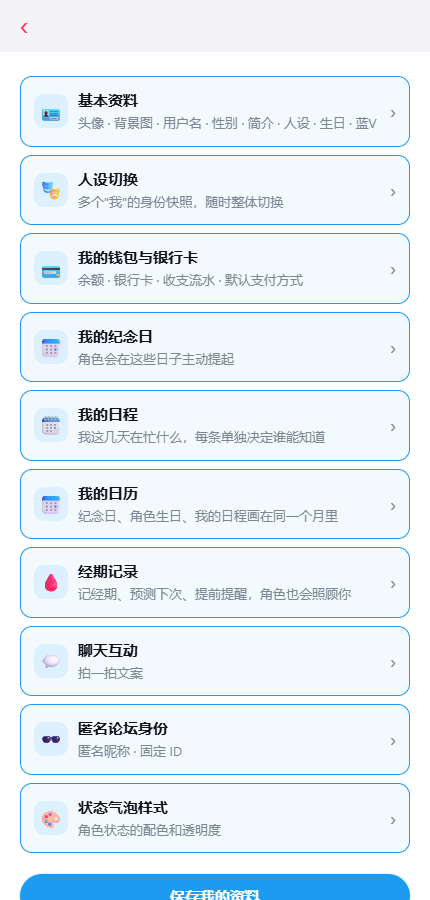 基本资料
头像 · 背景图 · 用户名 · 性别 · 简介 · 人设 · 生日 · 蓝V
人设切换
多个"我"的身份快照，随时整体切换
我的钱包与银行卡
余额 · 银行卡 · 收支流水 · 默认支付方式
我的纪念日
角色会在这些日子主动提起
我的日程
我这几天在忙什么，每条单独决定谁能知道
我的日历
纪念日、角色生日、我的日程画在同一个月里
经期记录
记经期、预测下次、提前提醒，角色也会照顾你
聊天互动
拍一拍文案
匿名论坛身份
匿名昵称 · 固定 ID
状态气泡样式
角色状态的配色和透明度
保存我的资料